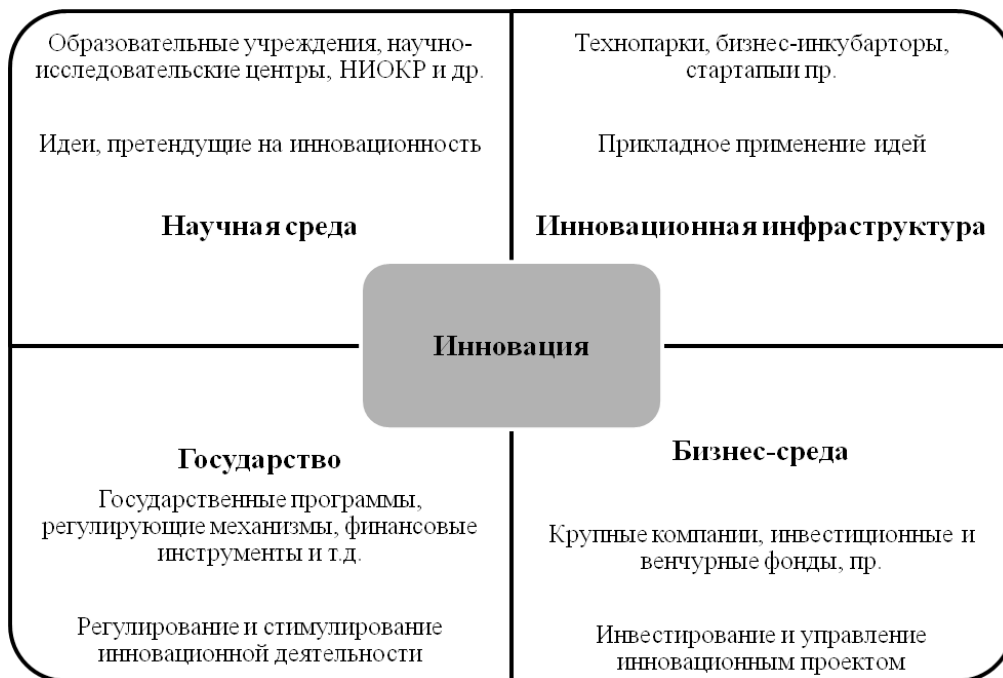 Образовательные учреждения, научно-
исследовательские центры, НИОКР и др.
Идеи, претендущие на инновационность
Научная среда
Технопарки, бизнес-инкубарторы,
стартапыи пр.
Прикладное применение идей
Инновационная инфраструктура
Инновация
Государство
Государственные программы,
регулирующие механизмы, финансовые
инструменты и т.д.
Регулирование и стимулирование
инновационной деятельности
Бизнес-среда
Крупные компании, инвестиционные и
венчурные фонды, пр.
Инвестирование и управление
инновационным проектом